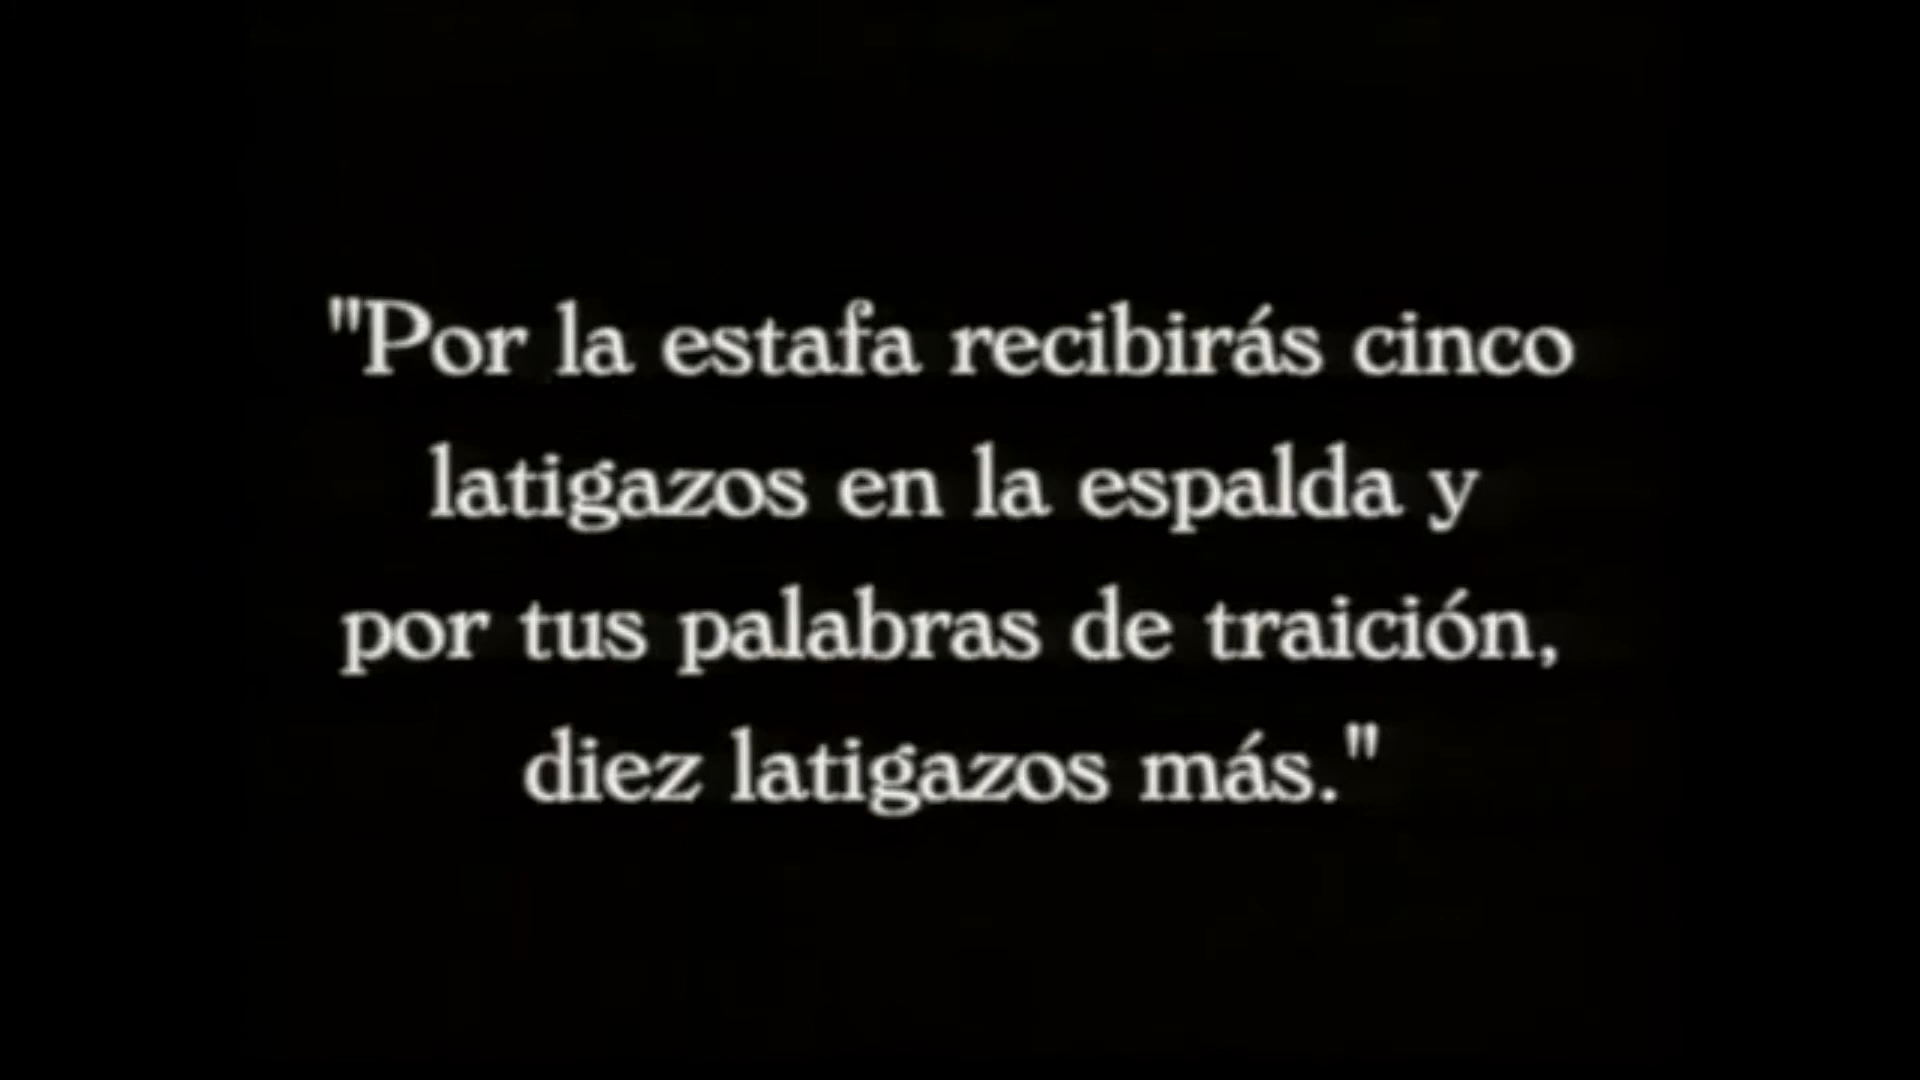 "Por la estafa recibirás cinco
latigazos en la espalda y
por tus palabras de traición,
diez latigazos más."